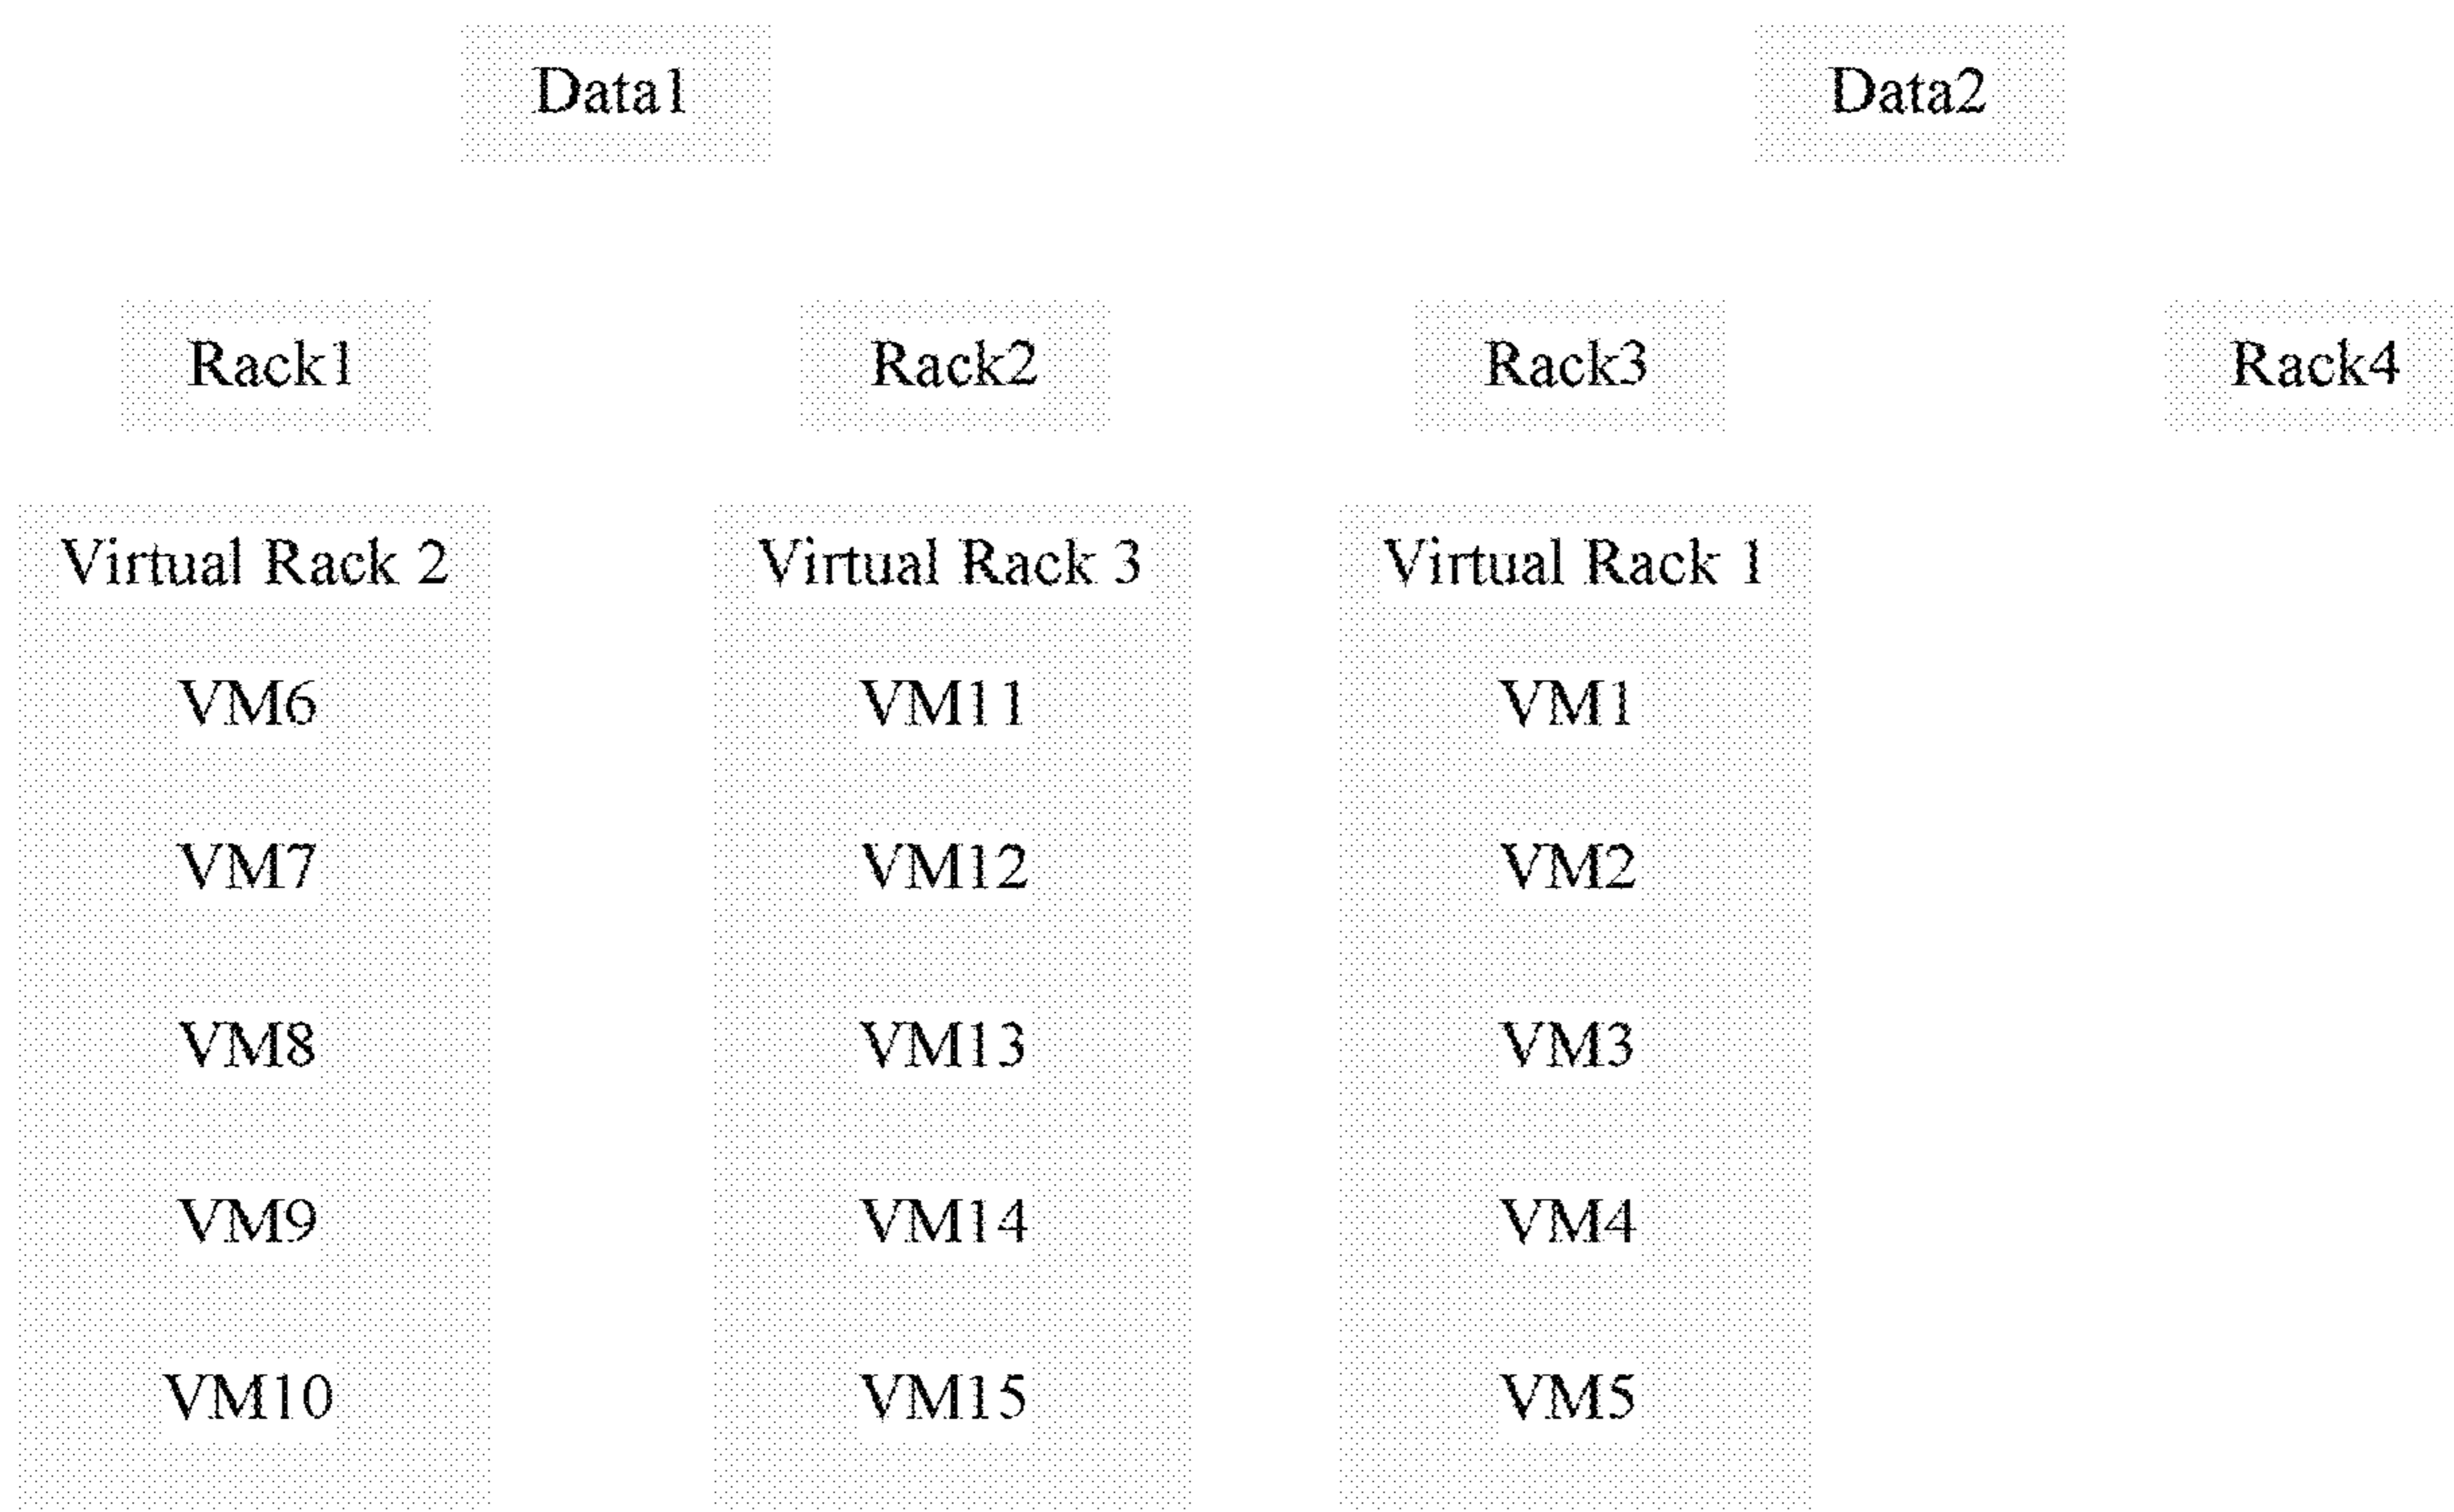 Data1 Data2
Rack1 Rack2 Rack3 Rack4
Virtual Rack 2 Virtual Rack 3 Virtual Rack 1
VM6 VM11 VM1
VM7 VM12 VM2
VM8 VM13 VM3
VM9 VM14 VM4
VM10 VM15 VM5